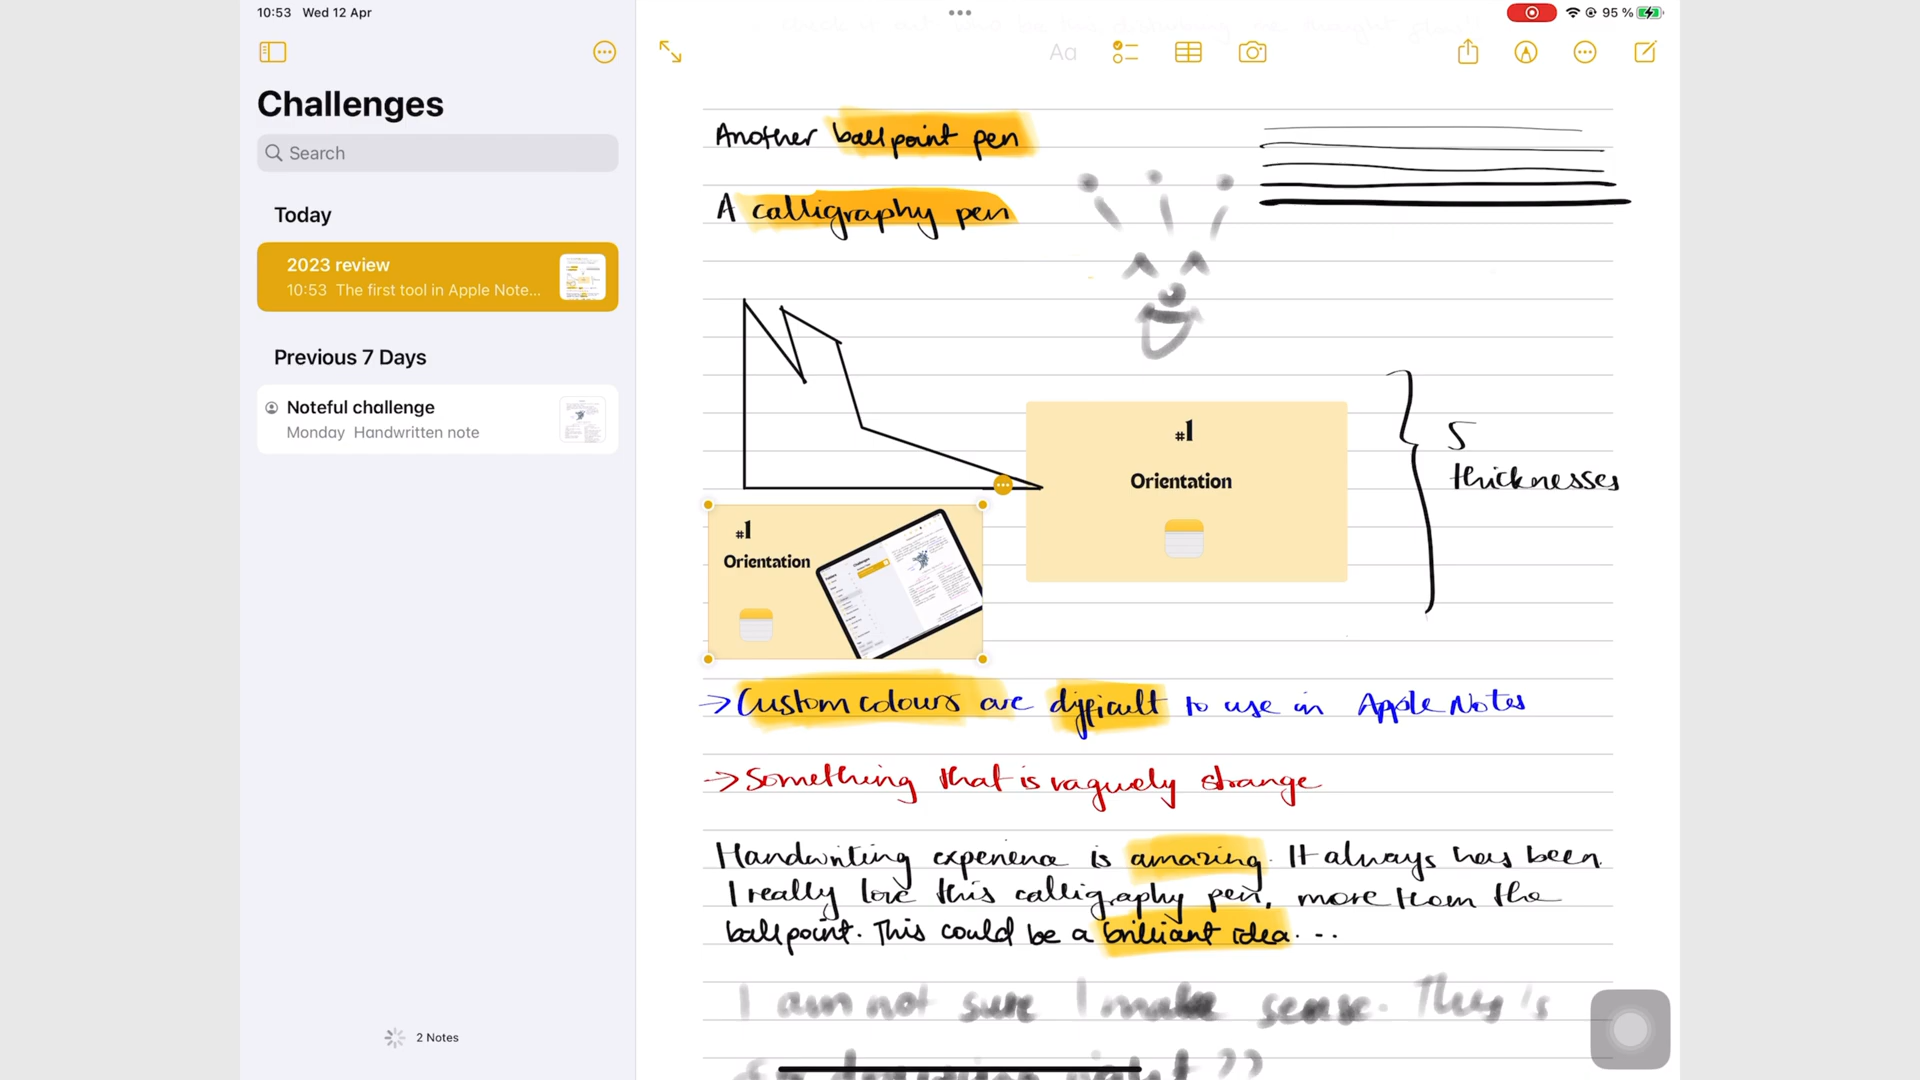 10:53 Wed 12 Apr
95 %
Aa
Challenges
Search
Today
2023 review
10:53 The first tool in Apple Note...
Previous 7 Days
Noteful challenge
Monday Handwritten note
2 Notes
Another ballpoint pen
A calligraphy pen
#1
Orientation
5
thicknesses
#1
Orientation
→ Custom colours are difficult to use in Apple Notes
→ Something that is vaguely strange
Handwriting experience is amazing. It always has been.
I really love this calligraphy pen, more than the
ballpoint. This could be a brilliant idea...
I am not sure I make sense. This is